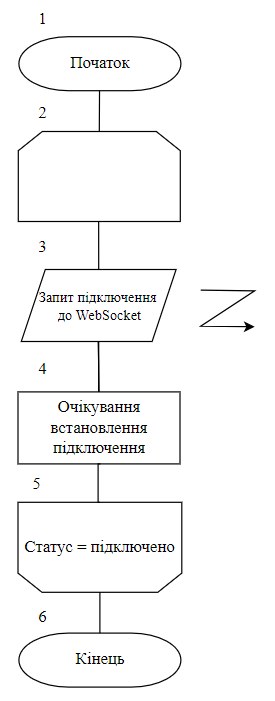 1
Початок
2
3
Запит підключення
до WebSocket
4
Очікування
встановлення
підключення
5
Статус = підключено
6
Кінець